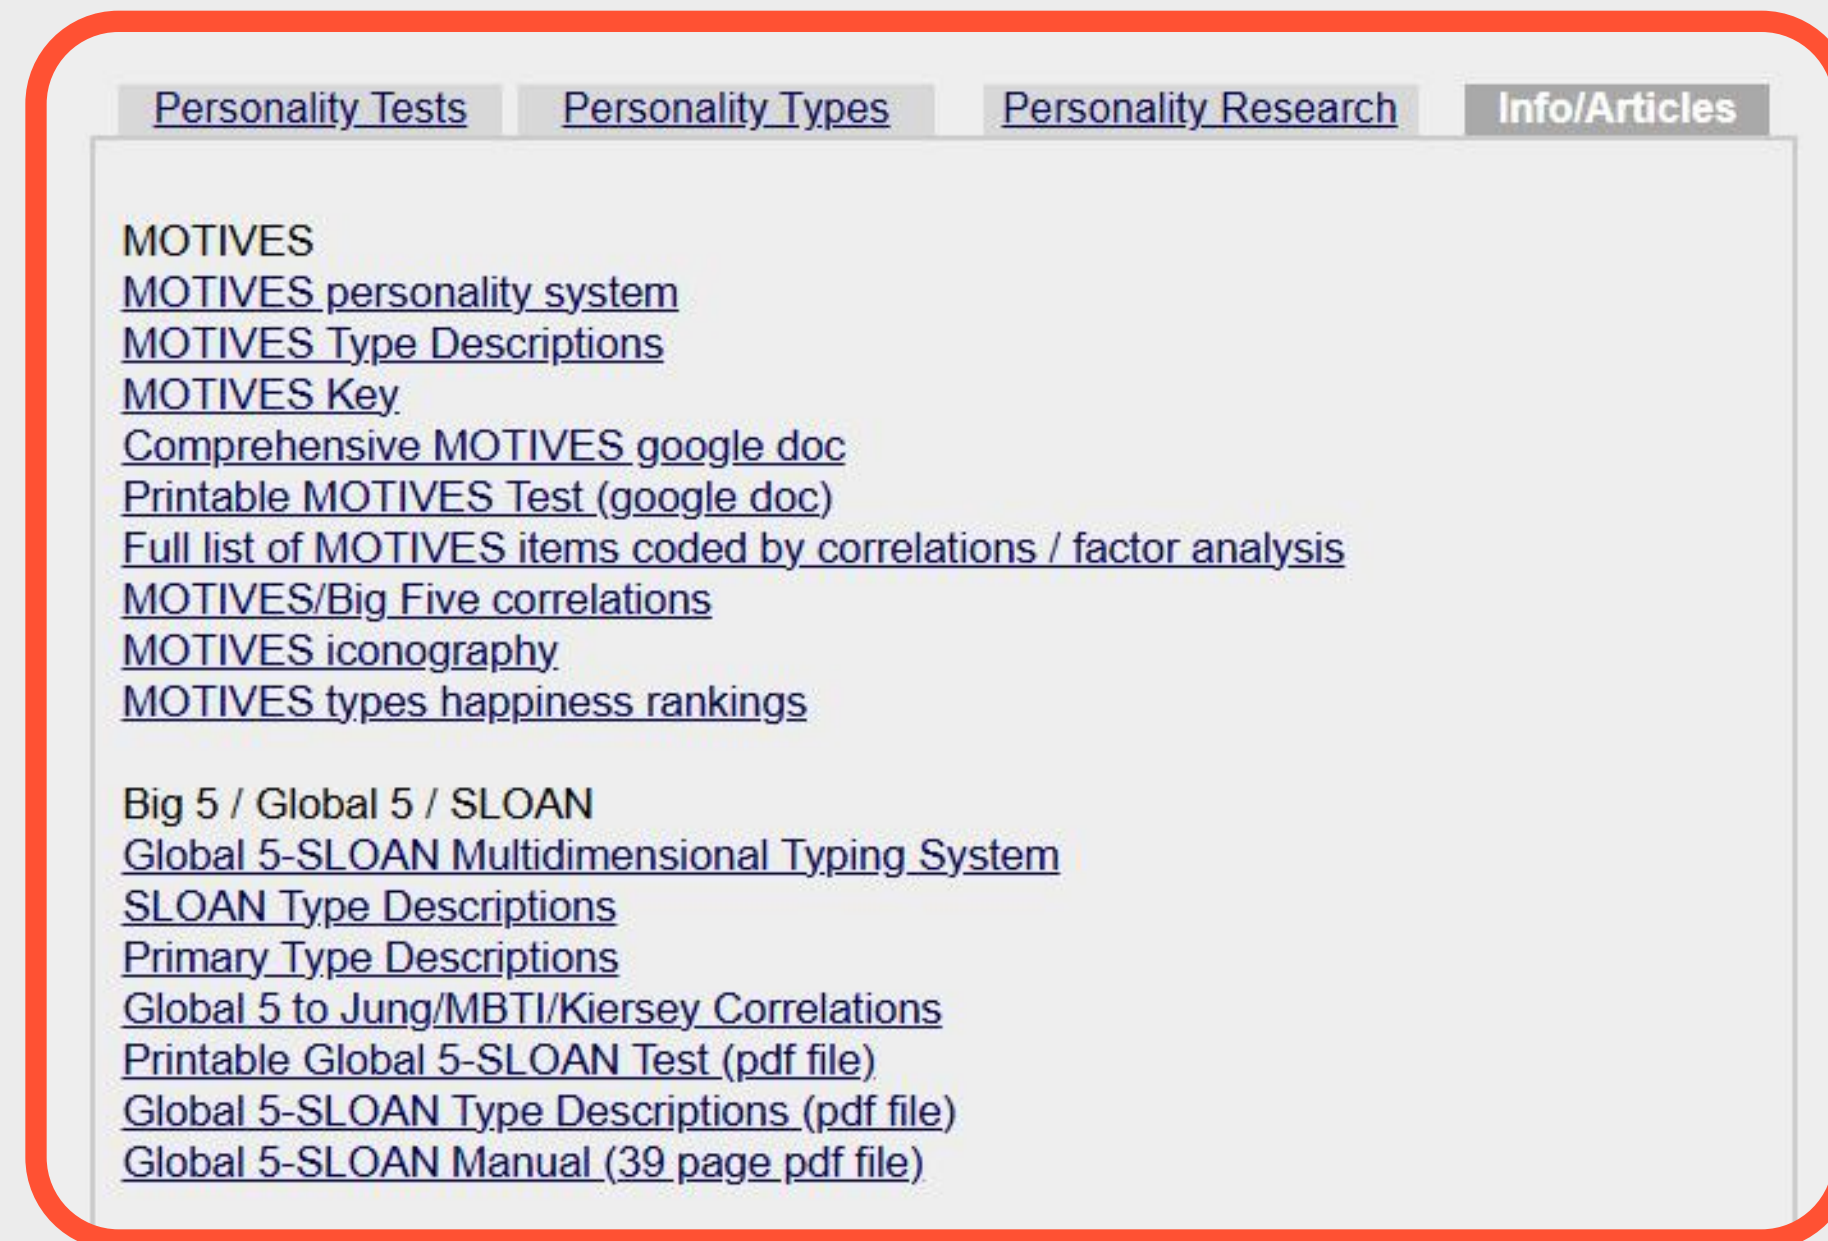 Personality Tests Personality Types Personality Research Info/Articles
MOTIVES
MOTIVES personality system
MOTIVES Type Descriptions
MOTIVES Key
Comprehensive MOTIVES google doc
Printable MOTIVES Test (google doc)
Full list of MOTIVES items coded by correlations / factor analysis
MOTIVES/Big Five correlations
MOTIVES iconography
MOTIVES types happiness rankings
Big 5 / Global 5 / SLOAN
Global 5-SLOAN Multidimensional Typing System
SLOAN Type Descriptions
Primary Type Descriptions
Global 5 to Jung/MBTI/Kiersey Correlations
Printable Global 5-SLOAN Test (pdf file)
Global 5-SLOAN Type Descriptions (pdf file)
Global 5-SLOAN Manual (39 page pdf file)